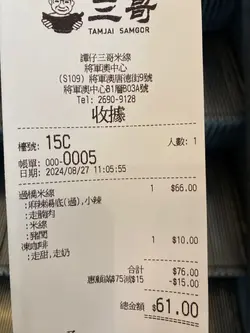 三哥
TAMJAI SAMGOR
譚仔三哥米線
將軍澳中心
(S109) 將軍澳唐德街9號
將軍澳中心B1層B03A號
Tel: 2690-9128
收據
檯號: 15C
人數: 1
帳單: 000-0005
日期: 2024/08/27 11:05:55
過橋米線 1 $66.00
:麻辣湯底(過), 小辣
:走腩肉
:米線
:豬潤
凍咖啡 1 $10.00
:走甜, 走奶
合計 $76.00
惠顧滿$75減$15 -$15.00
總金額 $61.00